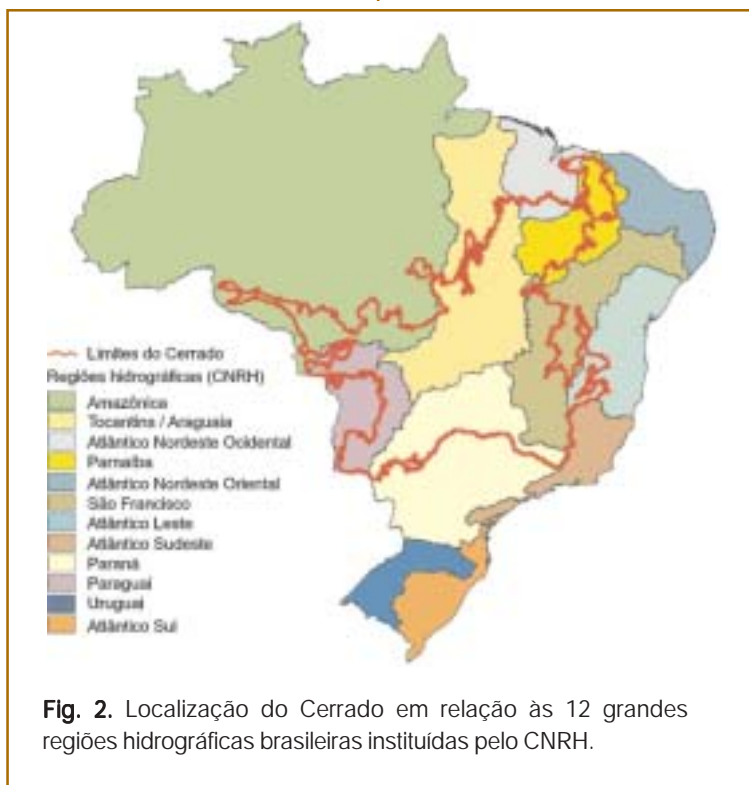 Limites do Cerrado
Regiões hidrográficas (CNRH)
Amazônica
Tocantins / Araguaia
Atlântico Nordeste Ocidental
Parnaíba
Atlântico Nordeste Oriental
São Francisco
Atlântico Leste
Atlântico Sudeste
Paraná
Paraguai
Uruguai
Atlântico Sul
Fig. 2. Localização do Cerrado em relação às 12 grandes
regiões hidrográficas brasileiras instituídas pelo CNRH.